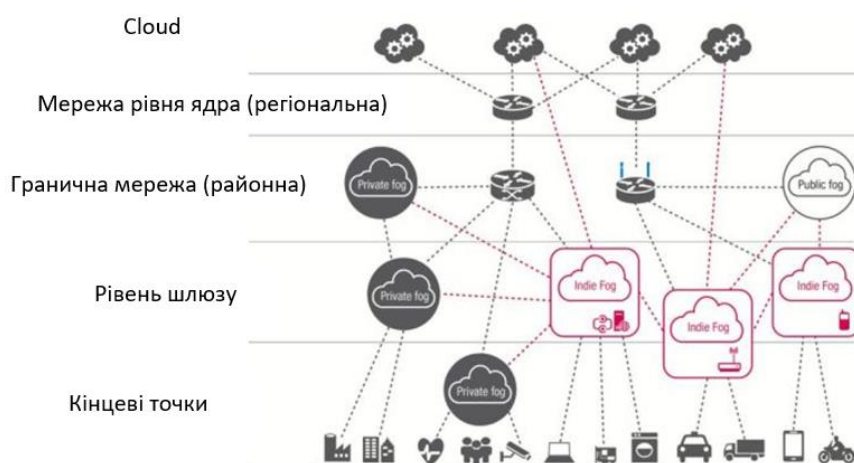 Cloud
Мережа рівня ядра (регіональна)
Гранична мережа (районна)
Private fog
Public fog
Рівень шлюзу
Private fog
Indie Fog
Indie Fog
Indie Fog
Кінцеві точки
Private fog